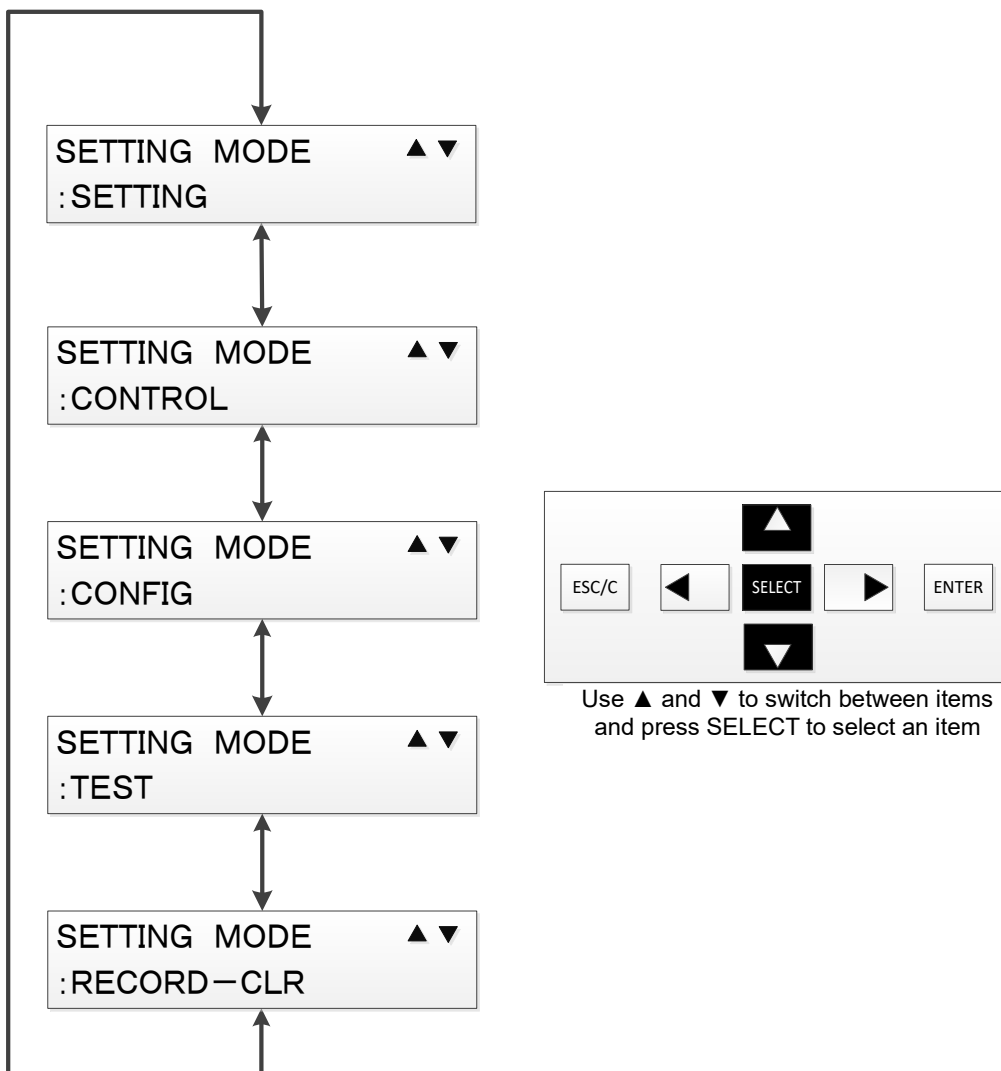 SETTING MODE ▲ ▼
:SETTING
SETTING MODE ▲ ▼
:CONTROL
SETTING MODE ▲ ▼
:CONFIG
SETTING MODE ▲ ▼
:TEST
SETTING MODE ▲ ▼
:RECORD－CLR
ESC/C ◀ SELECT ▶ ENTER
Use ▲ and ▼ to switch between items
and press SELECT to select an item